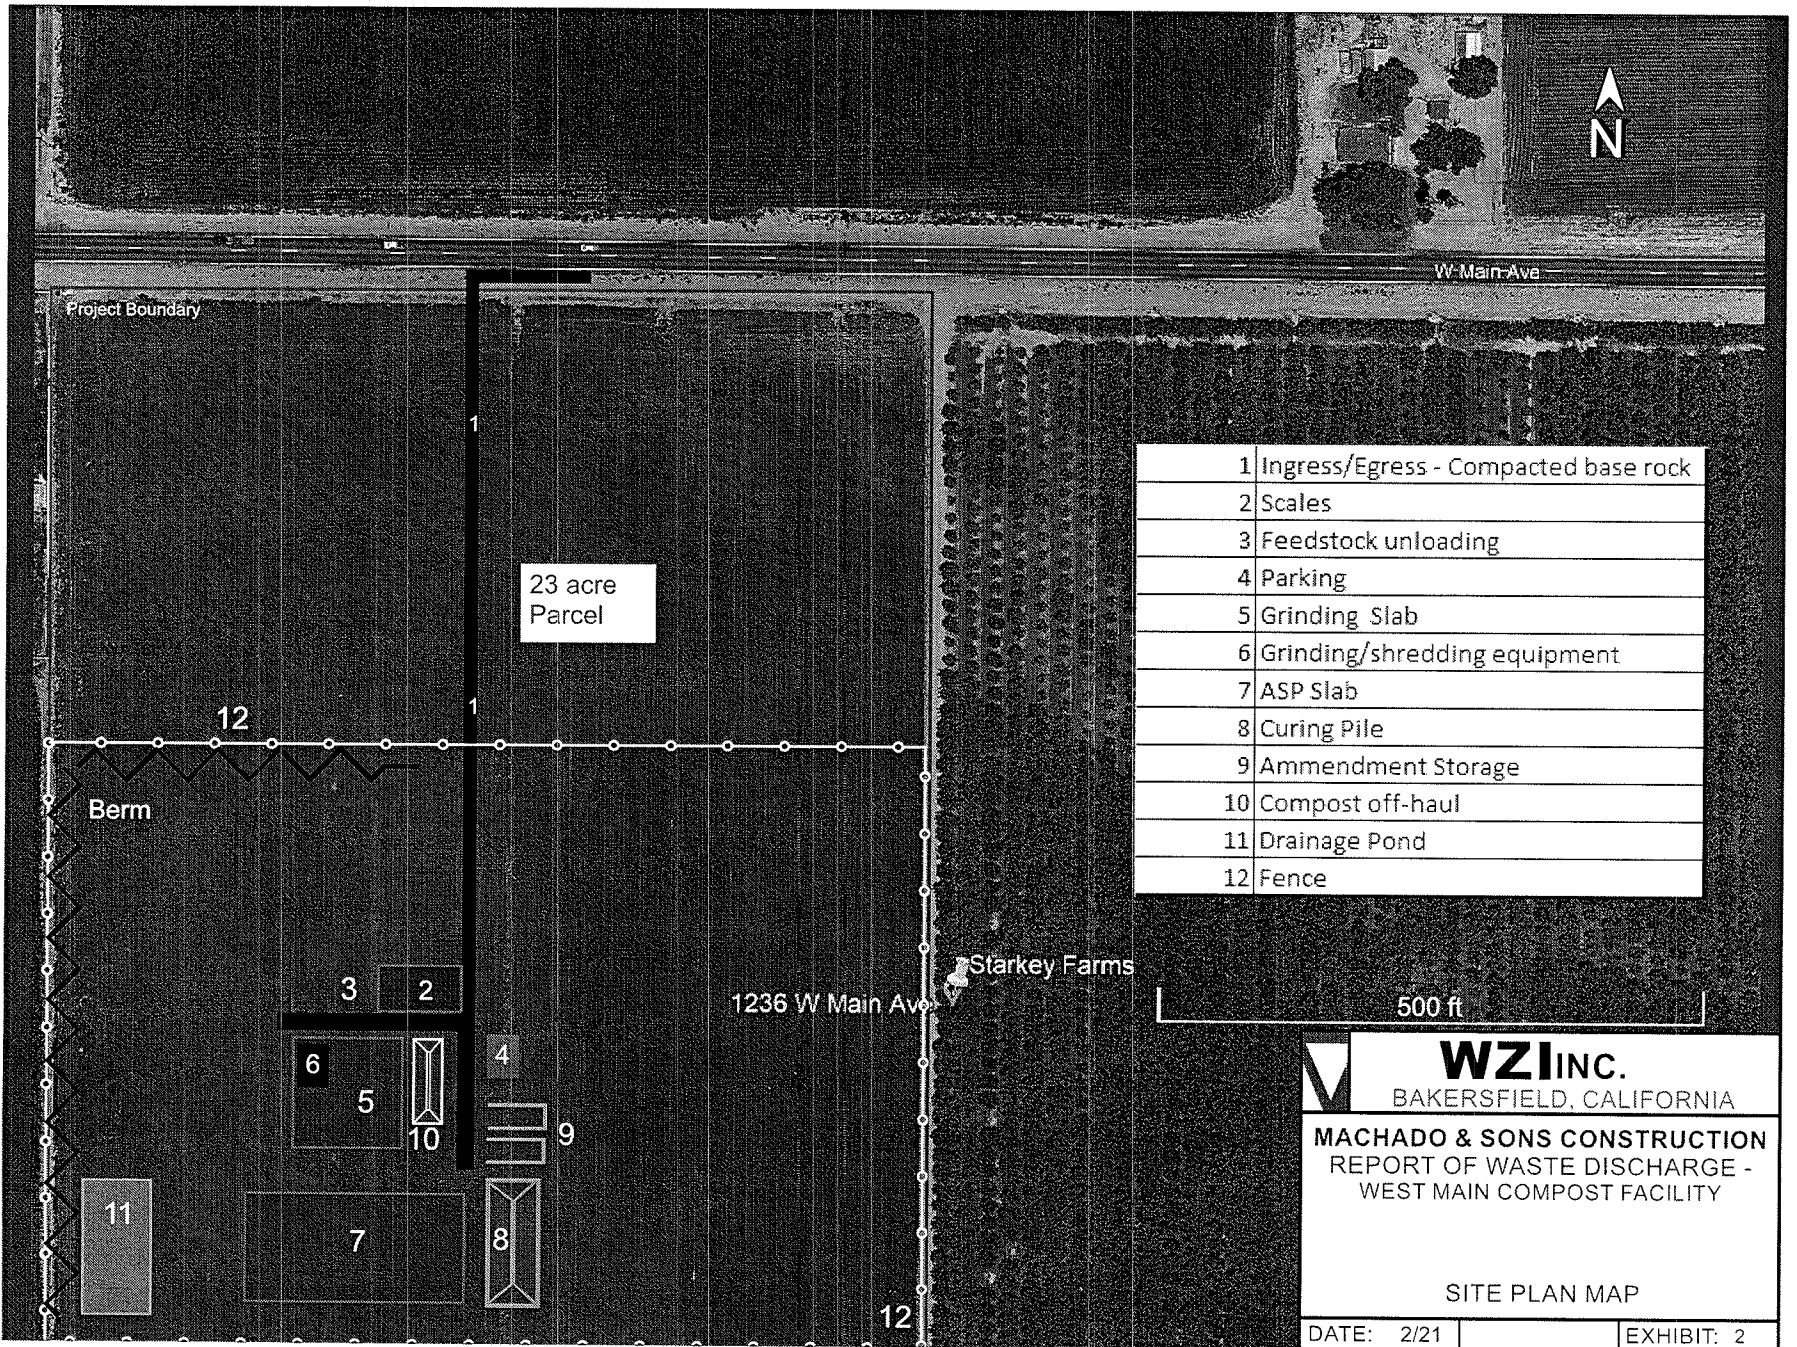 N
W Main Ave
Project Boundary
1
23 acre
Parcel
1 Ingress/Egress - Compacted base rock
2 Scales
3 Feedstock unloading
4 Parking
5 Grinding Slab
6 Grinding/shredding equipment
7 ASP Slab
8 Curing Pile
9 Ammendment Storage
10 Compost off-haul
11 Drainage Pond
12 Fence
1
12
Berm
Starkey Farms
3
2
1236 W Main Ave
500 ft
6
4
5
10
9
11
7
8
12
WZI INC.
BAKERSFIELD, CALIFORNIA
MACHADO & SONS CONSTRUCTION
REPORT OF WASTE DISCHARGE -
WEST MAIN COMPOST FACILITY
SITE PLAN MAP
DATE: 2/21
EXHIBIT: 2